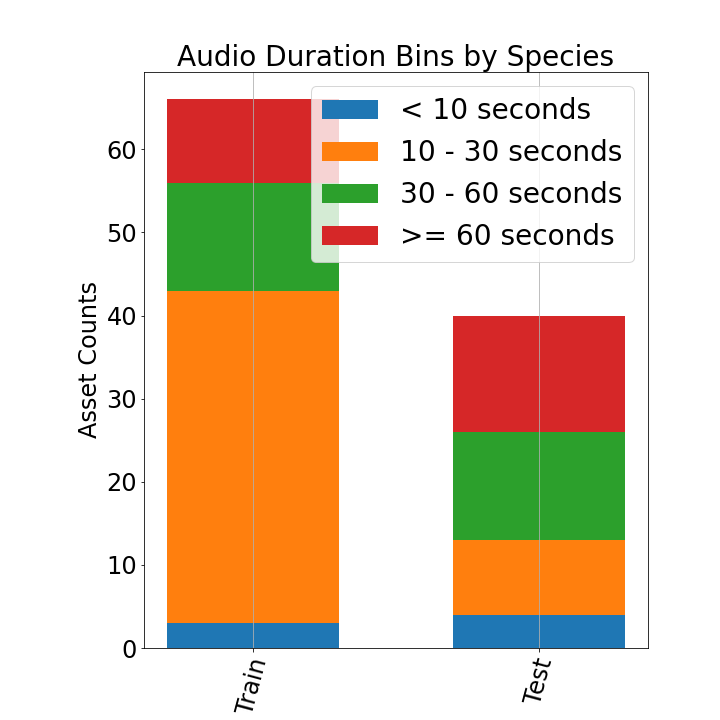 Audio Duration Bins by Species
< 10 seconds
10 - 30 seconds
30 - 60 seconds
>= 60 seconds
Asset Counts
60
50
40
30
20
10
0
Train
Test